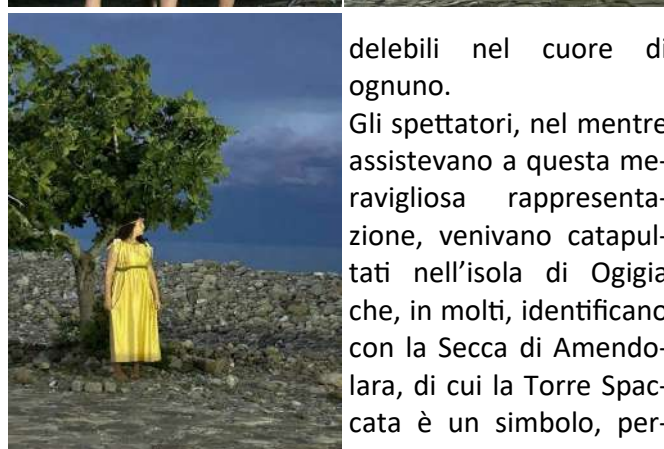 delebili nel cuore di
ognuno.
Gli spettatori, nel mentre
assistevano a questa me-
ravigliosa rappresenta-
zione, venivano catapul-
tati nell’isola di Ogigia
che, in molti, identificano
con la Secca di Amendo-
lara, di cui la Torre Spac-
cata è un simbolo, per-